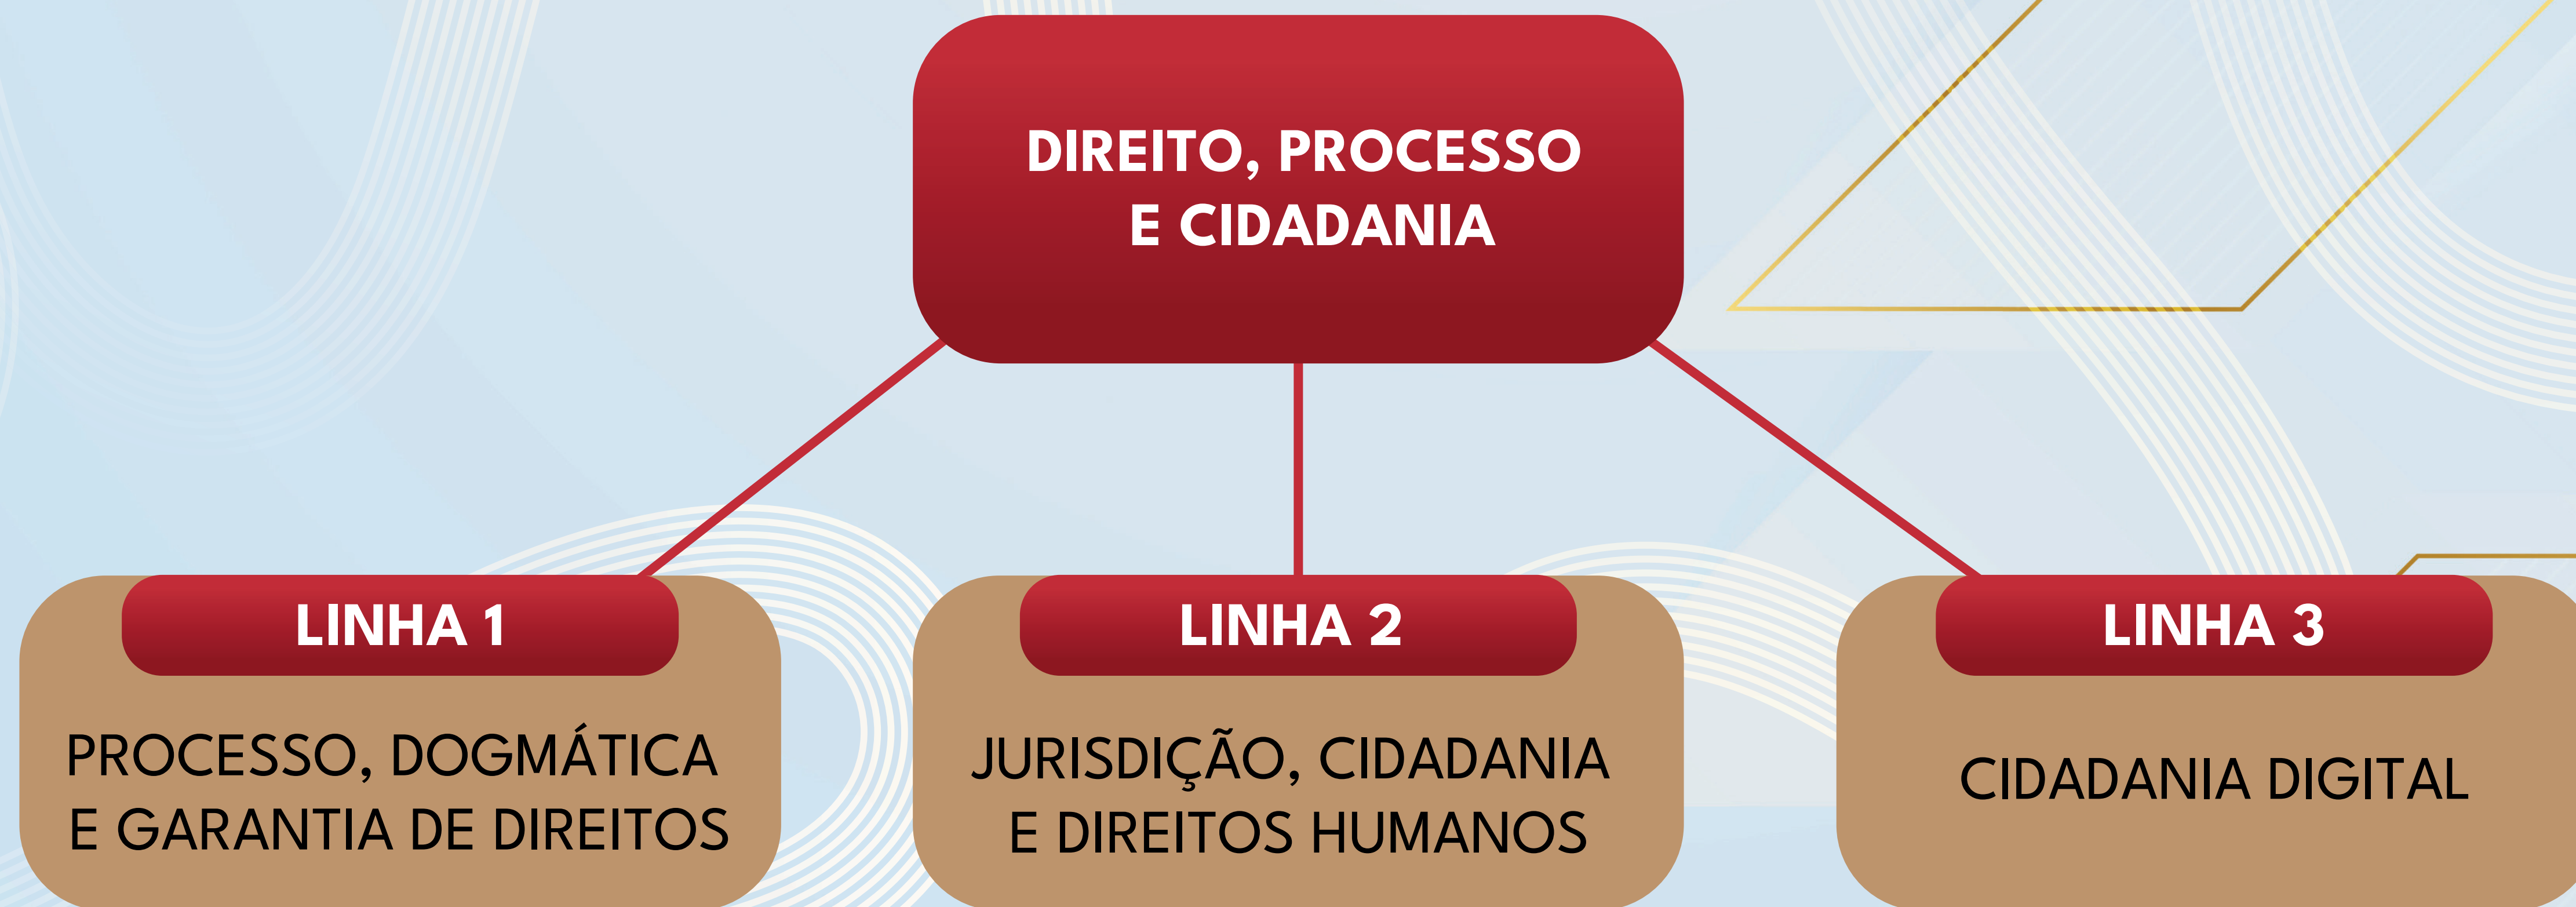 DIREITO, PROCESSO
E CIDADANIA
LINHA 1
PROCESSO, DOGMÁTICA
E GARANTIA DE DIREITOS
LINHA 2
JURISDIÇÃO, CIDADANIA
E DIREITOS HUMANOS
LINHA 3
CIDADANIA DIGITAL